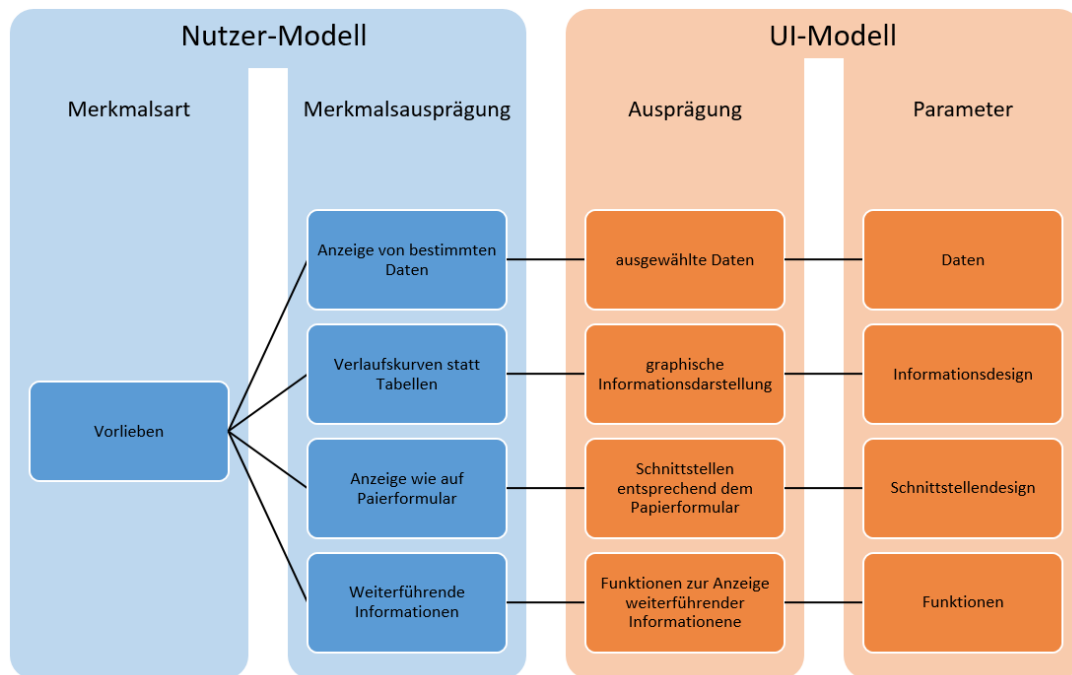 Nutzer-Modell
UI-Modell
Merkmalsart
Merkmalsausprägung
Ausprägung
Parameter
Vorlieben
Anzeige von bestimmten
Daten
ausgewählte Daten
Daten
Verlaufskurven statt
Tabellen
graphische
Informationsdarstellung
Informationsdesign
Anzeige wie auf
Paierformular
Schnittstellen
entsprechend dem
Papierformular
Schnittstellendesign
Weiterführende
Informationen
Funktionen zur Anzeige
weiterführender
Informationene
Funktionen